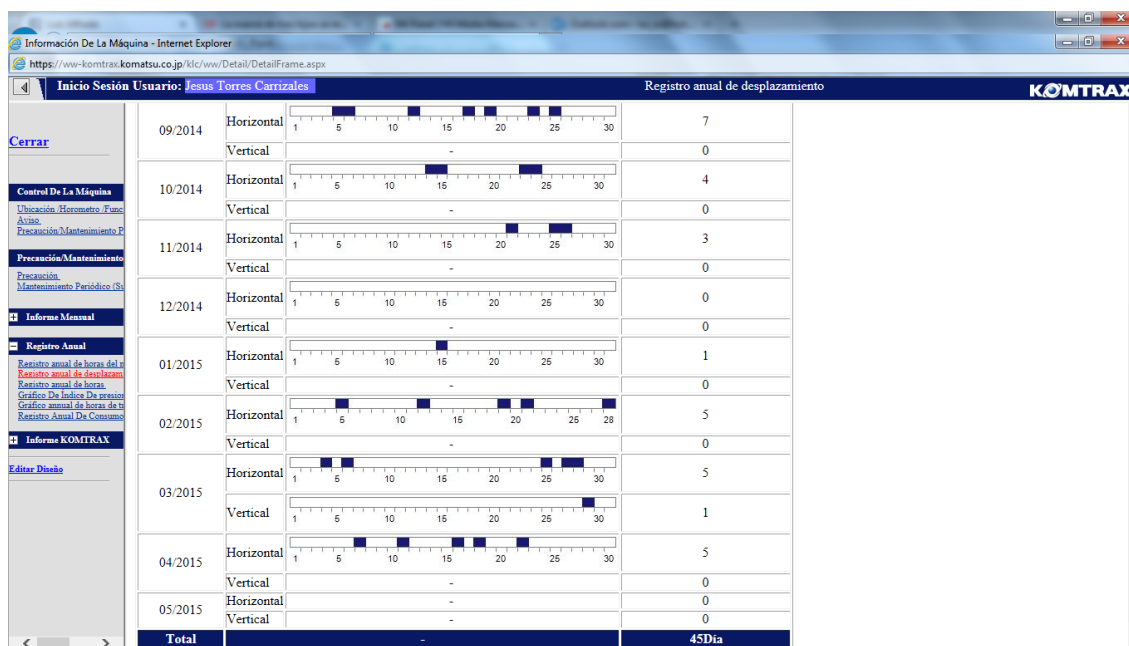 Información De La Máquina - Internet Explorer
https://ww-komtrax.komatsu.co.jp/klc/ww/Detail/DetailFrame.aspx
Inicio Sesión Usuario: Jesus Torres Carrizales
Registro anual de desplazamiento
KOMTRAX
Cerrar
Control De La Máquina
Ubicación /Horometro /Func
Aviso
Precaución/Mantenimiento P
Precaución/Mantenimiento
Precaución
Mantenimiento Periódico (Su
Informe Mensual
Registro Anual
Registro anual de horas del m
Registro anual de desplazam
Registro anual de horas
Gráfico De Índice De presion
Gráfico annual de horas de tr
Registro Anual De Consumo
Informe KOMTRAX
Editar Diseño
09/2014 Horizontal 1 5 10 15 20 25 30 7
Vertical - 0
10/2014 Horizontal 1 5 10 15 20 25 30 4
Vertical - 0
11/2014 Horizontal 1 5 10 15 20 25 30 3
Vertical - 0
12/2014 Horizontal 1 5 10 15 20 25 30 0
Vertical - 0
01/2015 Horizontal 1 5 10 15 20 25 30 1
Vertical - 0
02/2015 Horizontal 1 5 10 15 20 25 28 5
Vertical - 0
03/2015 Horizontal 1 5 10 15 20 25 30 5
Vertical 1 5 10 15 20 25 30 1
04/2015 Horizontal 1 5 10 15 20 25 30 5
Vertical - 0
05/2015 Horizontal - 0
Vertical - 0
Total - 45Día